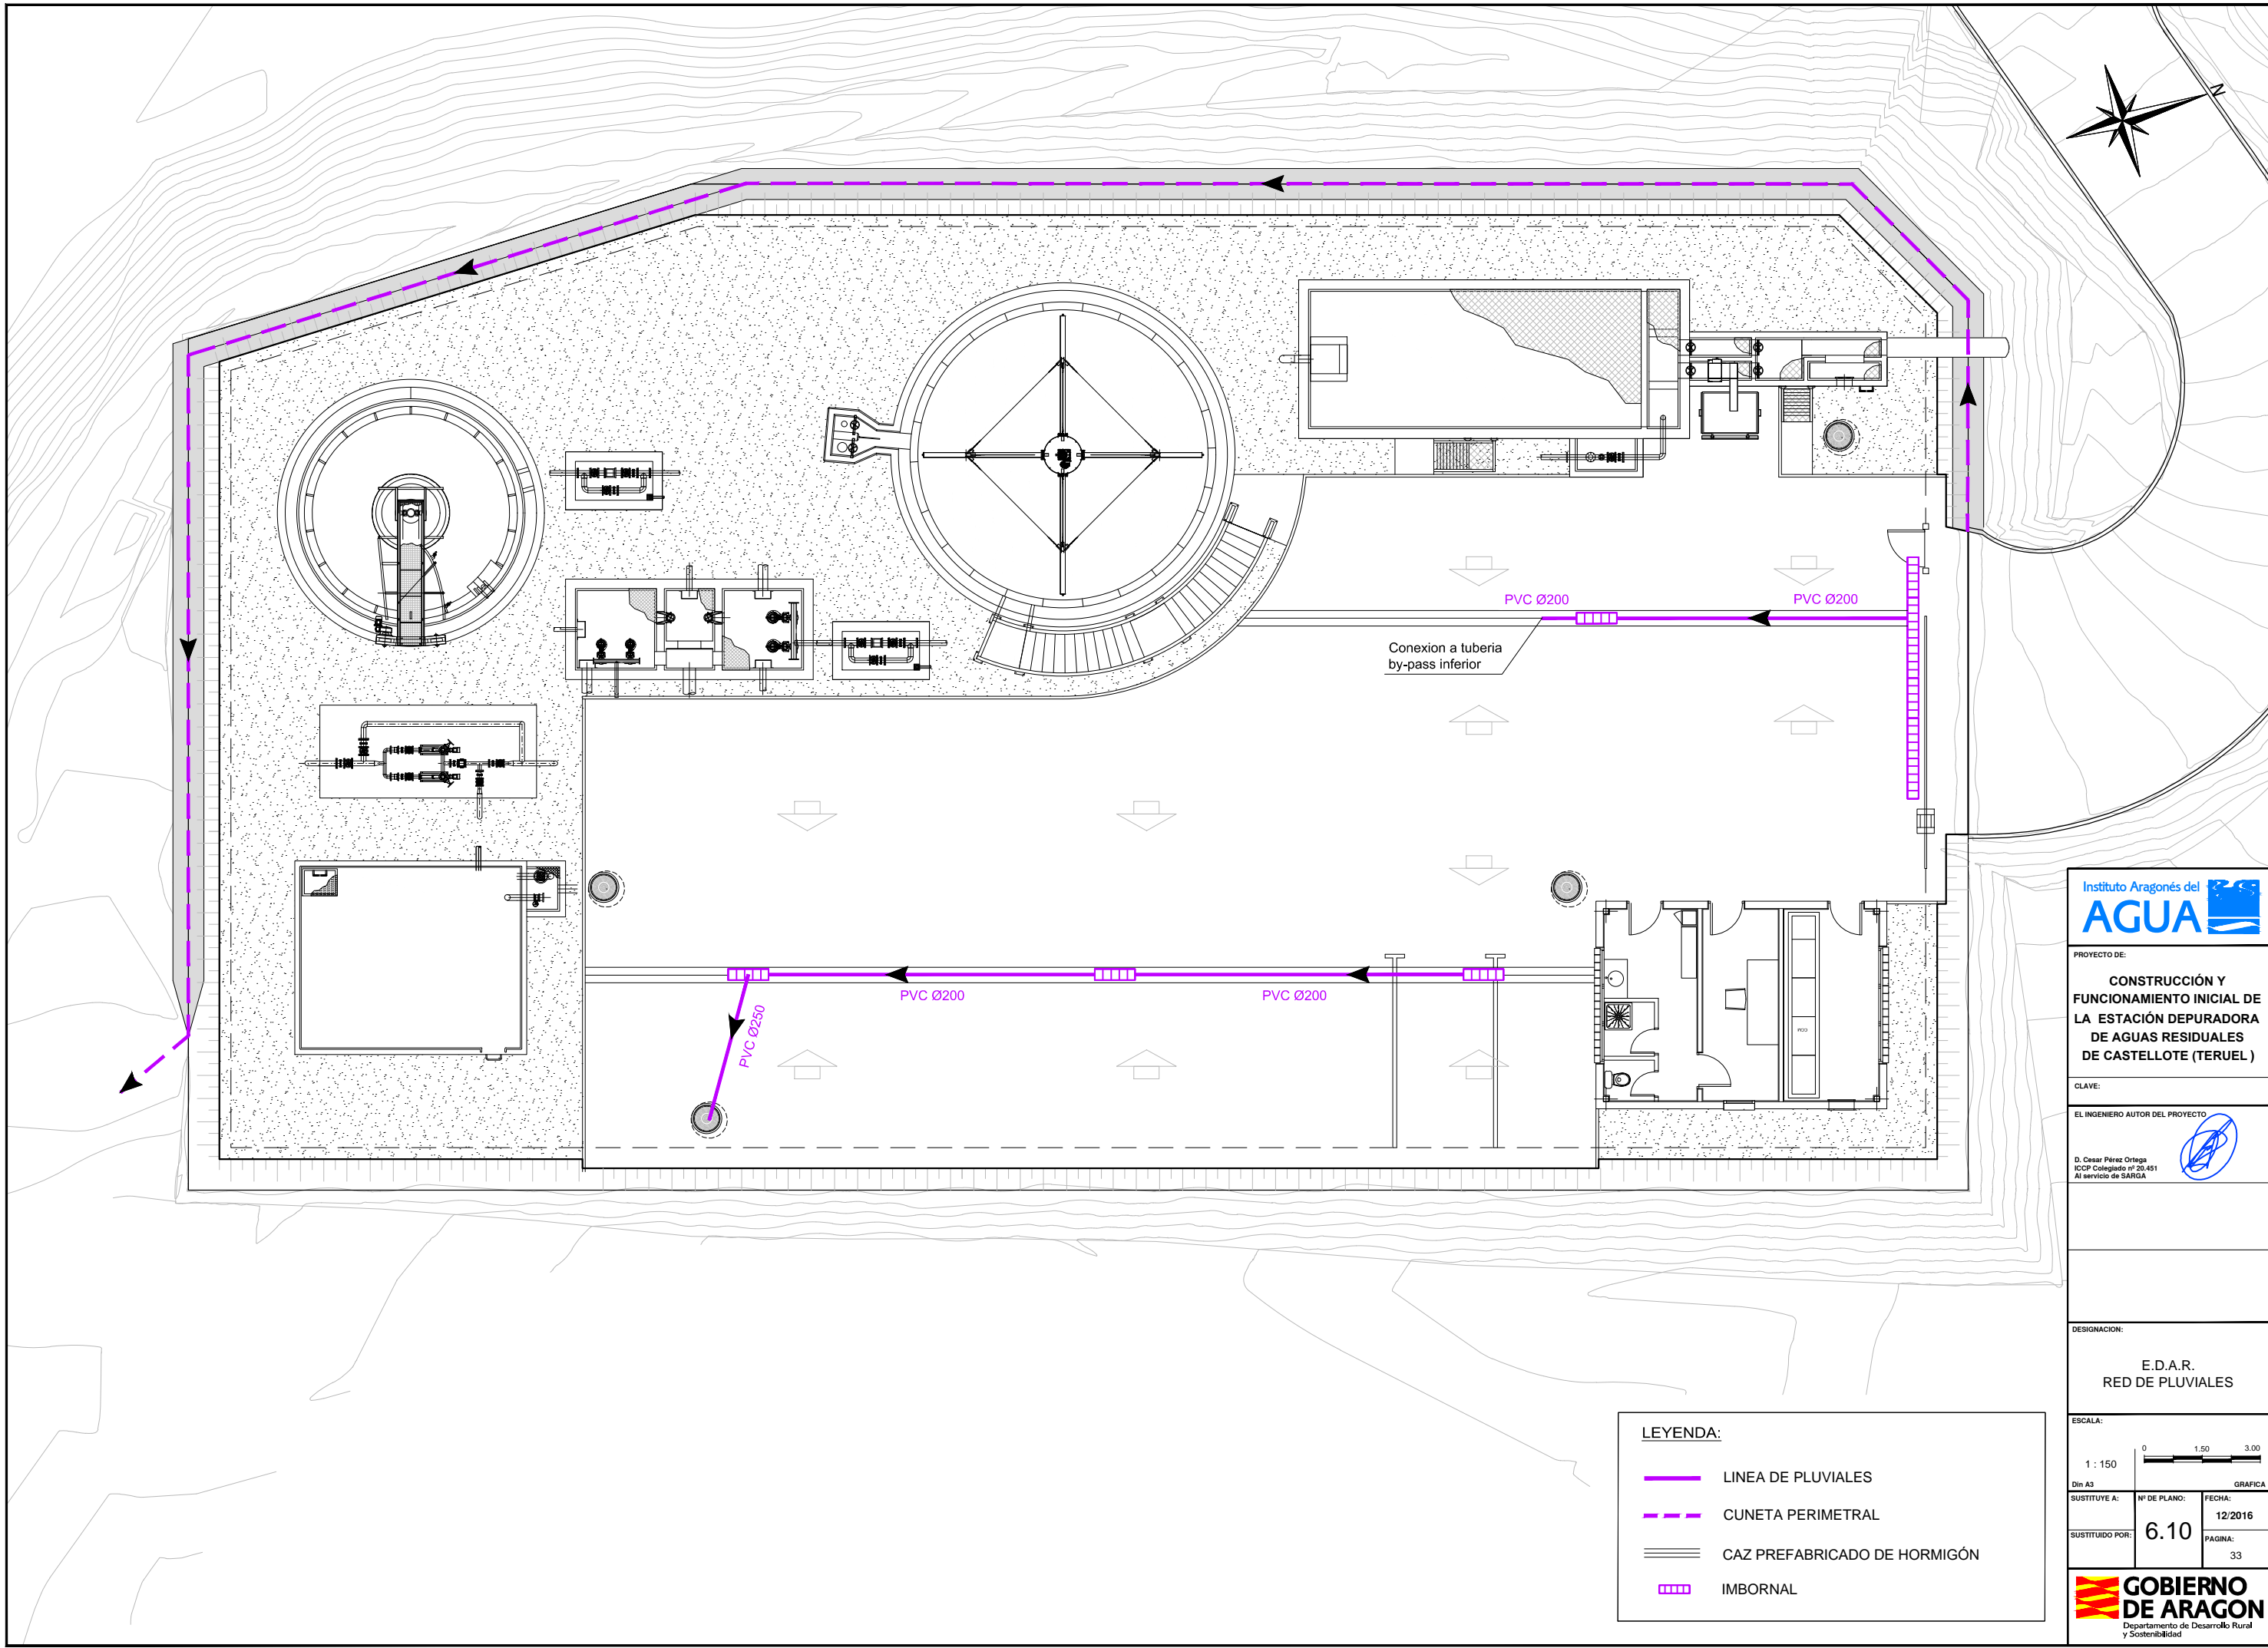 N
PVC Ø200
PVC Ø200
Conexion a tuberia
by-pass inferior
PVC Ø200
PVC Ø200
PVC Ø250
LEYENDA:
LINEA DE PLUVIALES
CUNETA PERIMETRAL
CAZ PREFABRICADO DE HORMIGÓN
IMBORNAL
Instituto Aragonés del
AGUA
PROYECTO DE:
CONSTRUCCIÓN Y
FUNCIONAMIENTO INICIAL DE
LA ESTACIÓN DEPURADORA
DE AGUAS RESIDUALES
DE CASTELLOTE (TERUEL )
CLAVE:
EL INGENIERO AUTOR DEL PROYECTO
D. Cesar Pérez Ortega
ICCP Colegiado nº 20.451
Al servicio de SARGA
DESIGNACION:
E.D.A.R.
RED DE PLUVIALES
ESCALA:
0 1.50 3.00
1 : 150
Din A3 GRAFICA
SUSTITUYE A:
SUSTITUIDO POR:
Nº DE PLANO:
6.10
FECHA:
12/2016
PAGINA:
33
GOBIERNO
DE ARAGON
Departamento de Desarrollo Rural
y Sostenibilidad